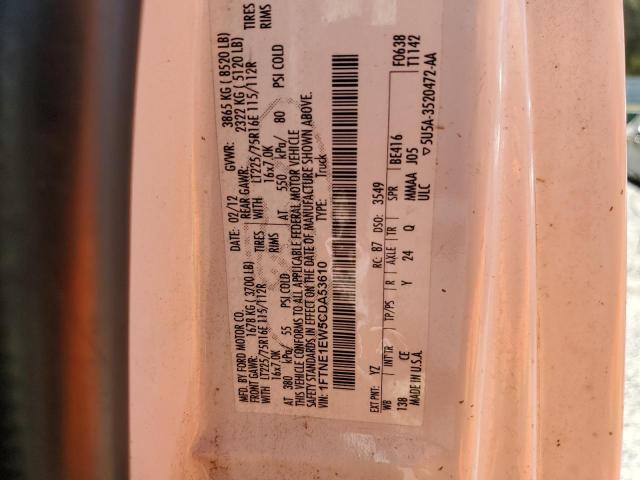 MFD. BY FORD MOTOR CO. DATE: 02/12 GVWR: 3865 KG ( 8520 LB)
FRONT GAWR: 1678 KG ( 3700 LB) REAR GAWR: 2322 KG ( 5120 LB)
WITH LT225/75R16E 115/112R TIRES WITH LT225/75R16E 115/112R TIRES
16x7.0K RIMS 16x7.0K RIMS
AT 380 kPa/ 55 PSI COLD AT 550 kPa/ 80 PSI COLD
THIS VEHICLE CONFORMS TO ALL APPLICABLE FEDERAL MOTOR VEHICLE
SAFETY STANDARDS IN EFFECT ON THE DATE OF MANUFACTURE SHOWN ABOVE.
VIN: 1FTNE1EW5CDA53610 TYPE: Truck
F0638
T1142
EXT PNT: YZ RC: B7 DSO: 3549 BE416
WB INT TR TP/PS R AXLE TR SPR
138 CE Y 24 Q MMAA J05
MADE IN U.S.A. ULC
▽5U5A-3520472-AA